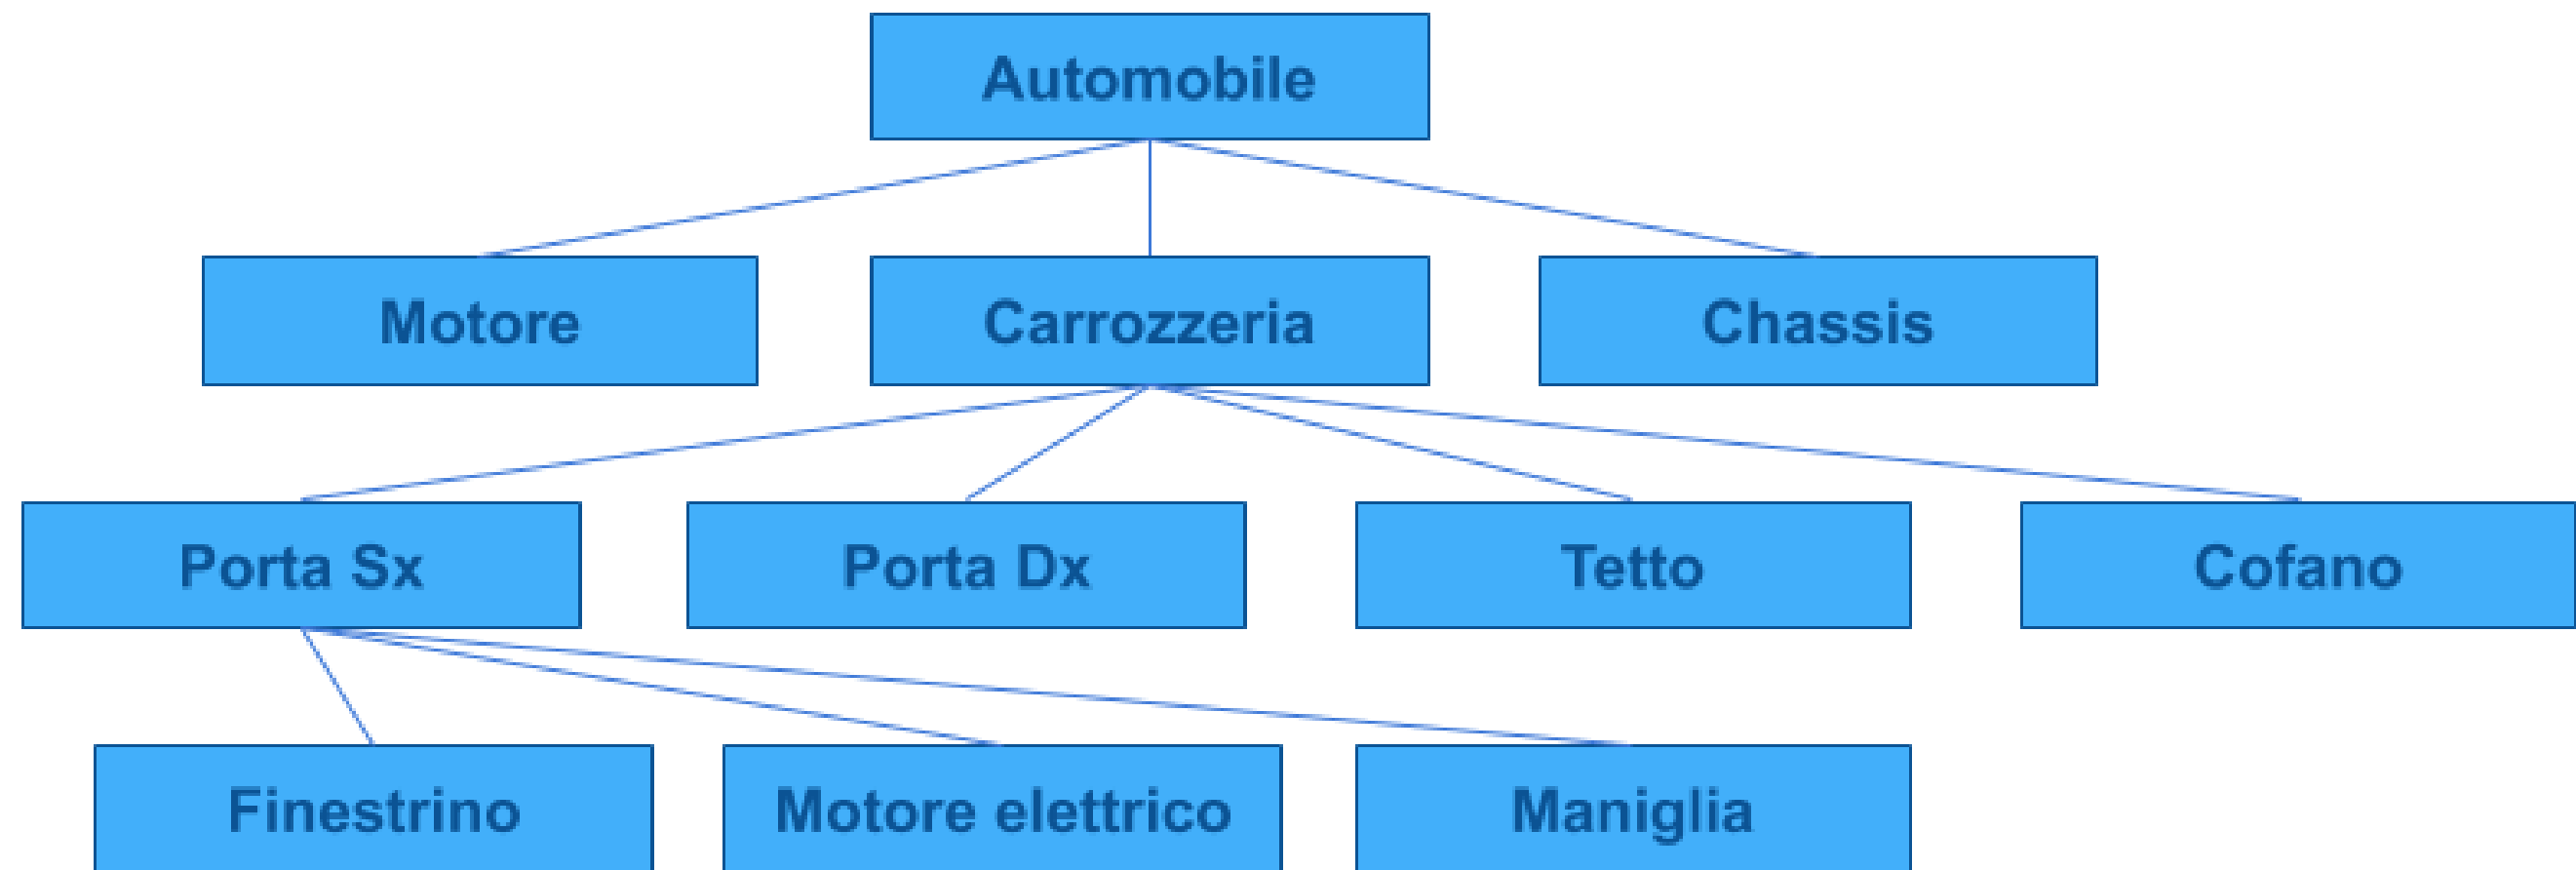 Automobile
Motore
Carrozzeria
Chassis
Porta Sx
Porta Dx
Tetto
Cofano
Finestrino
Motore elettrico
Maniglia